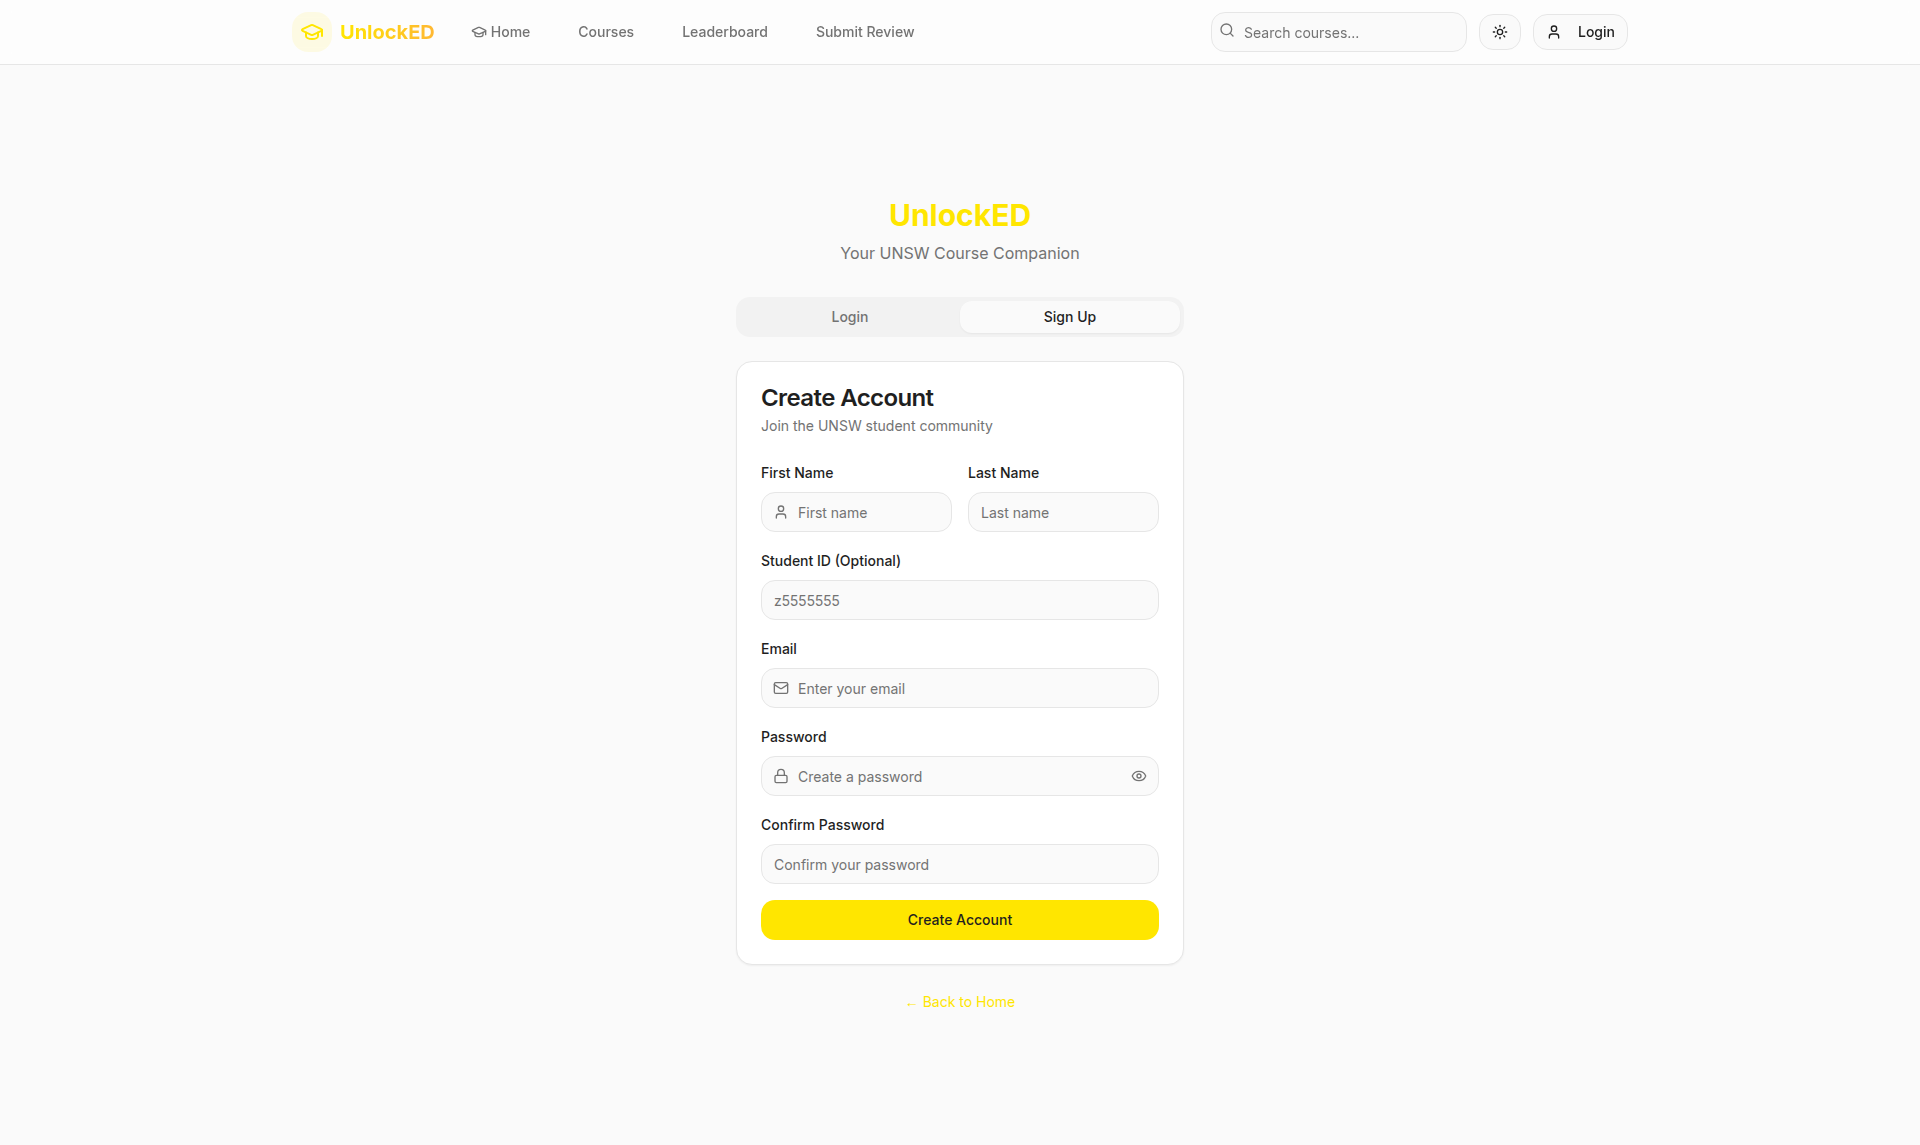 UnlockED
Home
Courses
Leaderboard
Submit Review
Search courses...
Login
UnlockED
Your UNSW Course Companion
Login
Sign Up
Create Account
Join the UNSW student community
First Name
Last Name
First name
Last name
Student ID (Optional)
z5555555
Email
Enter your email
Password
Create a password
Confirm Password
Confirm your password
Create Account
← Back to Home